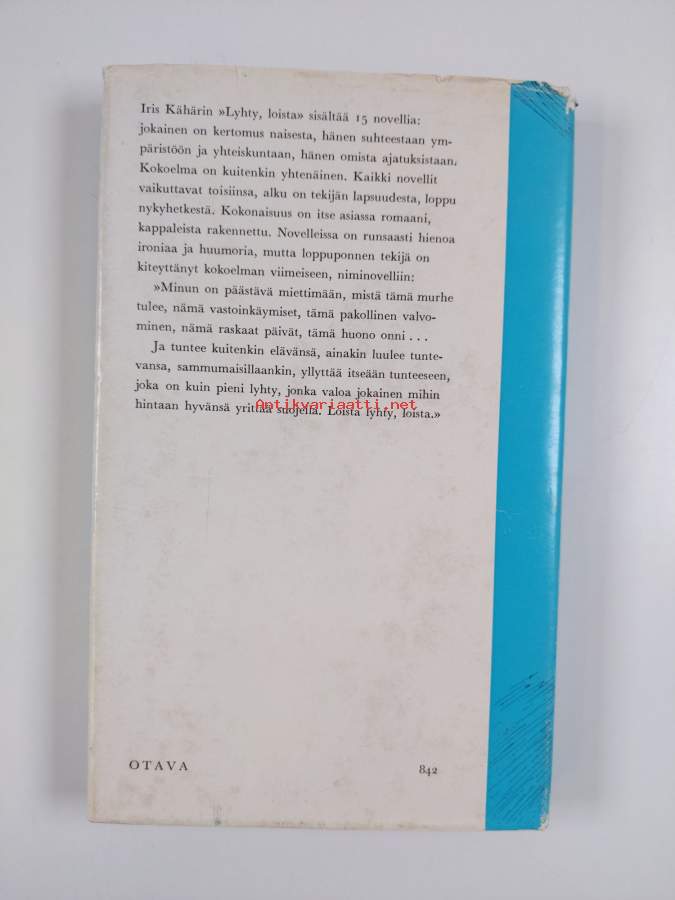 Iris Kähärin »Lyhty, loista» sisältää 15 novellia:
jokainen on kertomus naisesta, hänen suhteestaan ym-
päristöön ja yhteiskuntaan, hänen omista ajatuksistaan.
Kokoelma on kuitenkin yhtenäinen. Kaikki novellit
vaikuttavat toisiinsa, alku on tekijän lapsuudesta, loppu
nykyhetkestä. Kokonaisuus on itse asiassa romaani,
kappaleista rakennettu. Novelleissa on runsaasti hienoa
ironiaa ja huumoria, mutta loppuponnen tekijä on
kiteyttänyt kokoelman viimeiseen, niminovelliin:
»Minun on päästävä miettimään, mistä tämä murhe
tulee, nämä vastoinkäymiset, tämä pakollinen valvo-
minen, nämä raskaat päivät, tämä huono onni . . .
Ja tuntee kuitenkin elävänsä, ainakin luulee tunte-
vansa, sammumaisillaankin, yllyttää itseään tunteeseen,
joka on kuin pieni lyhty, jonka valoa jokainen mihin
hintaan hyvänsä yrittää suojella. Loista lyhty, loista.»
Antikvariaatti.net
OTAVA 842